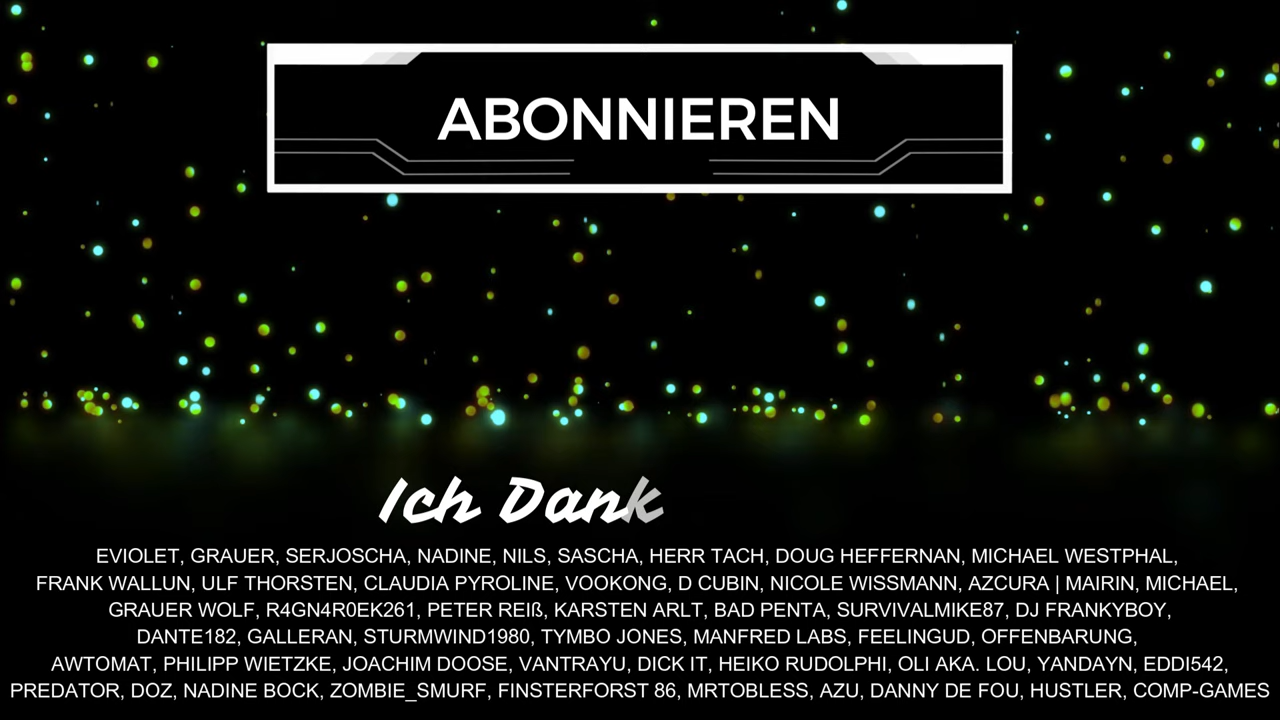 ABONNIEREN
Ich Dank
EVIOLET, GRAUER, SERJOSCHA, NADINE, NILS, SASCHA, HERR TACH, DOUG HEFFERNAN, MICHAEL WESTPHAL,
FRANK WALLUN, ULF THORSTEN, CLAUDIA PYROLINE, VOOKONG, D CUBIN, NICOLE WISSMANN, AZCURA | MAIRIN, MICHAEL,
GRAUER WOLF, R4GN4R0EK261, PETER REIß, KARSTEN ARLT, BAD PENTA, SURVIVALMIKE87, DJ FRANKYBOY,
DANTE182, GALLERAN, STURMWIND1980, TYMBO JONES, MANFRED LABS, FEELINGUD, OFFENBARUNG,
AWTOMAT, PHILIPP WIETZKE, JOACHIM DOOSE, VANTRAYU, DICK IT, HEIKO RUDOLPHI, OLI AKA. LOU, YANDAYN, EDDI542,
PREDATOR, DOZ, NADINE BOCK, ZOMBIE_SMURF, FINSTERFORST 86, MRTOBLESS, AZU, DANNY DE FOU, HUSTLER, COMP-GAMES